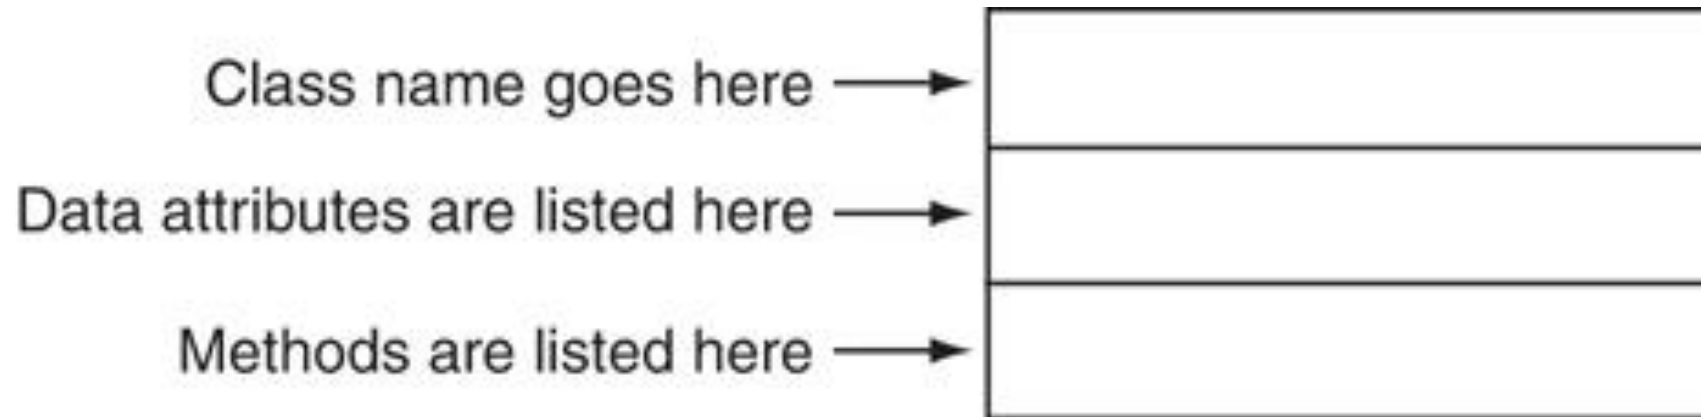 Class name goes here
Data attributes are listed here
Methods are listed here